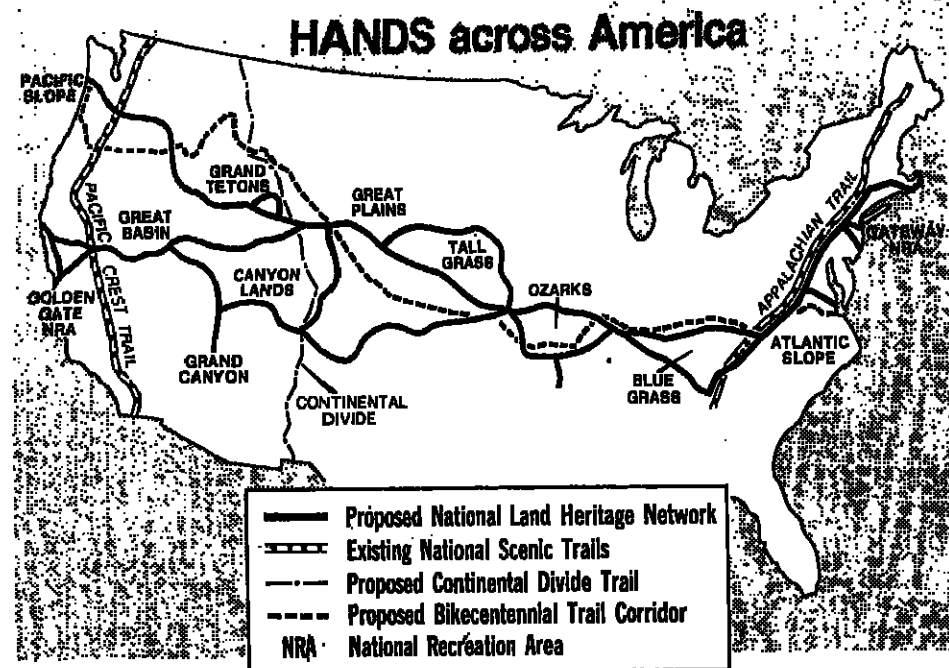 HANDS across America
PACIFIC
SLOPE
GRAND
TETONS
GREAT
PLAINS
GREAT
BASIN
TALL
GRASS
PACIFIC CREST TRAIL
CANYON
LANDS
OZARKS
APPALACHIAN TRAIL
GATEWAY
NRA
GOLDEN
GATE
NRA
GRAND
CANYON
CONTINENTAL
DIVIDE
BLUE
GRASS
ATLANTIC
SLOPE
Proposed National Land Heritage Network
Existing National Scenic Trails
Proposed Continental Divide Trail
Proposed Bikecentennial Trail Corridor
NRA National Recreation Area